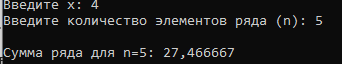 Введите x: 4
Введите количество элементов ряда (n): 5
Сумма ряда для n=5: 27,466667